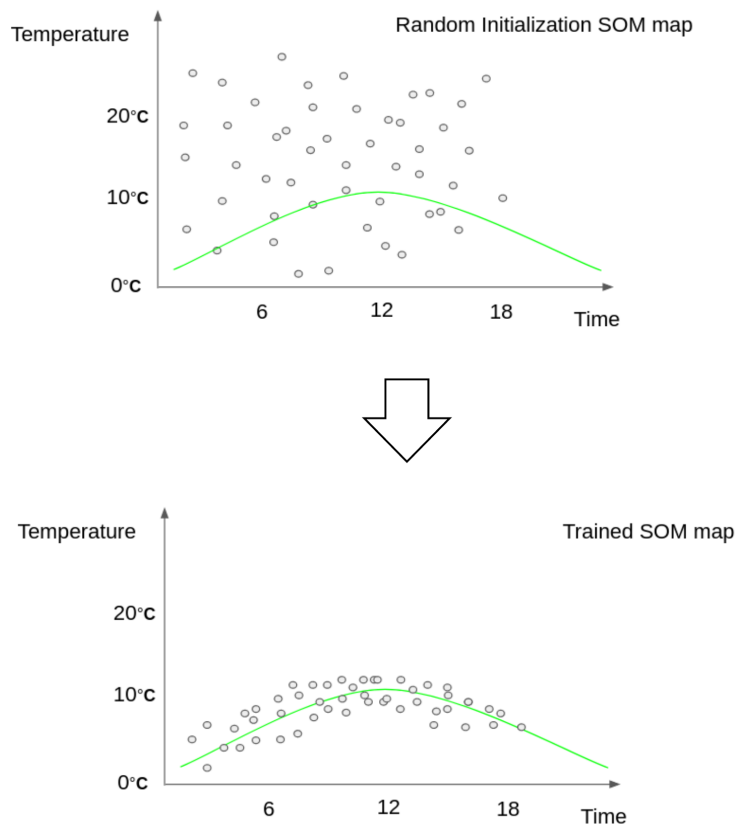 Random Initialization SOM map
Temperature
20°C
10°C
0°C
6 12 18
Time
Temperature
Trained SOM map
20°C
10°C
0°C
6 12 18
Time